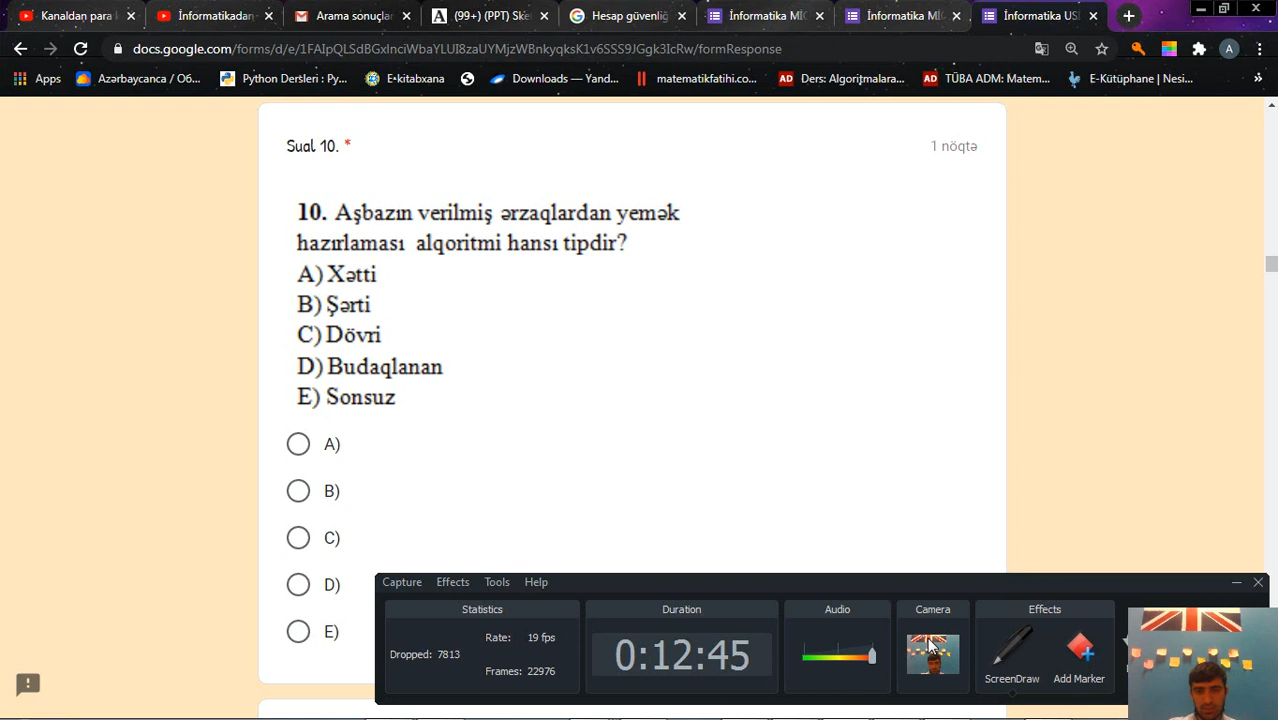 Kanaldan para k
İnformatikadan
Arama sonuçlar
(99+) (PPT) Ske
Hesap güvenliğ
İnformatika Mİ
İnformatika Mİ
İnformatika USİ
docs.google.com/forms/d/e/1FAIpQLSdBGxlnciWbaYLUI8zaUYMjzWBnkyqksK1v6SSS9JGgk3IcRw/formResponse
A
Apps
Azərbaycanca / Об...
Python Dersleri : Py...
E-kitabxana
Downloads — Yand...
matematikfatihi.co...
Ders: Algoritmalara...
TÜBA ADM: Matem...
E-Kütüphane | Nesi...
»
Sual 10. *
1 nöqtə
10. Aşbazın verilmiş ərzaqlardan yemək
hazırlaması alqoritmi hansı tipdir?
A) Xətti
B) Şərti
C) Dövri
D) Budaqlanan
E) Sonsuz
A)
B)
C)
D)
E)
Capture Effects Tools Help
Statistics
Duration
Audio
Camera
Effects
Rate: 19 fps
Dropped: 7813
Frames: 22976
0:12:45
ScreenDraw
Add Marker